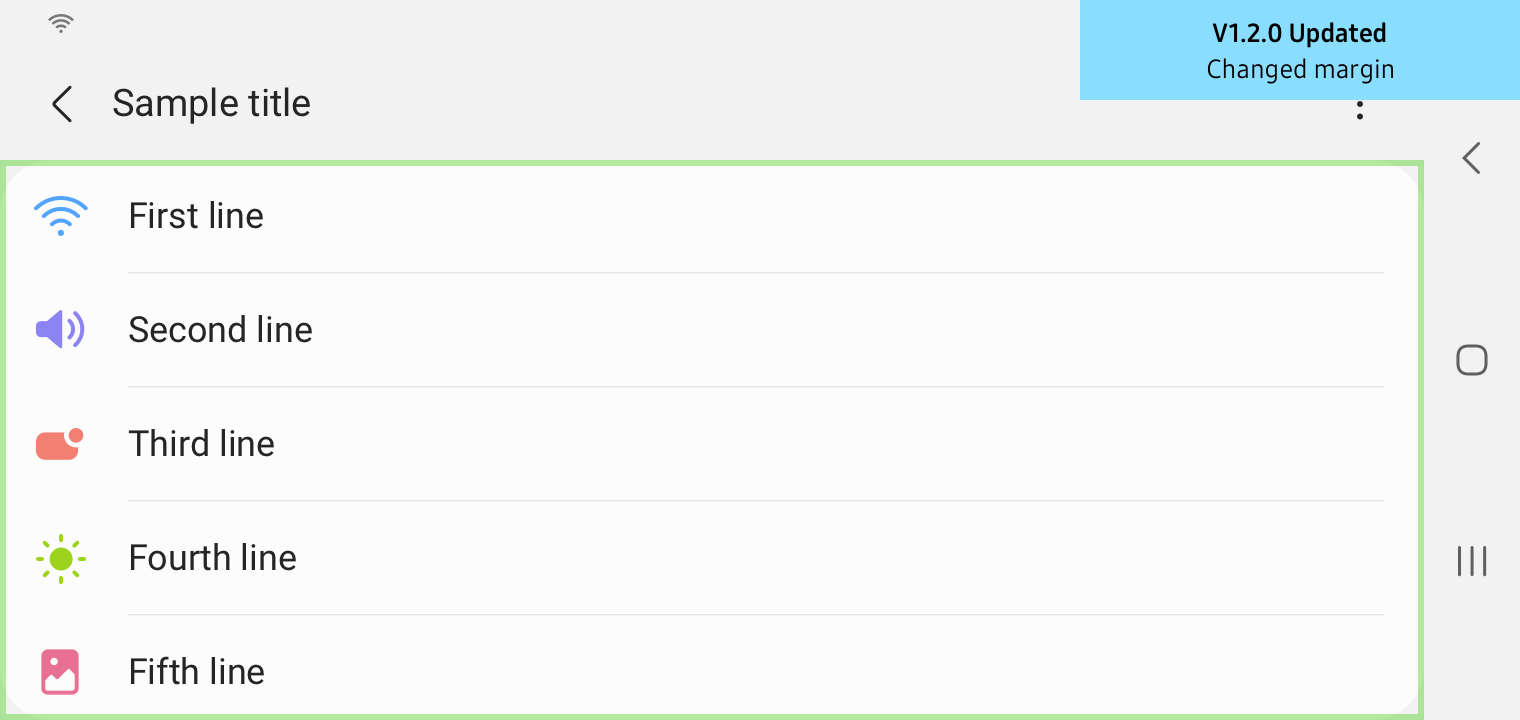 V1.2.0 Updated
Changed margin
Sample title
First line
Second line
Third line
Fourth line
Fifth line